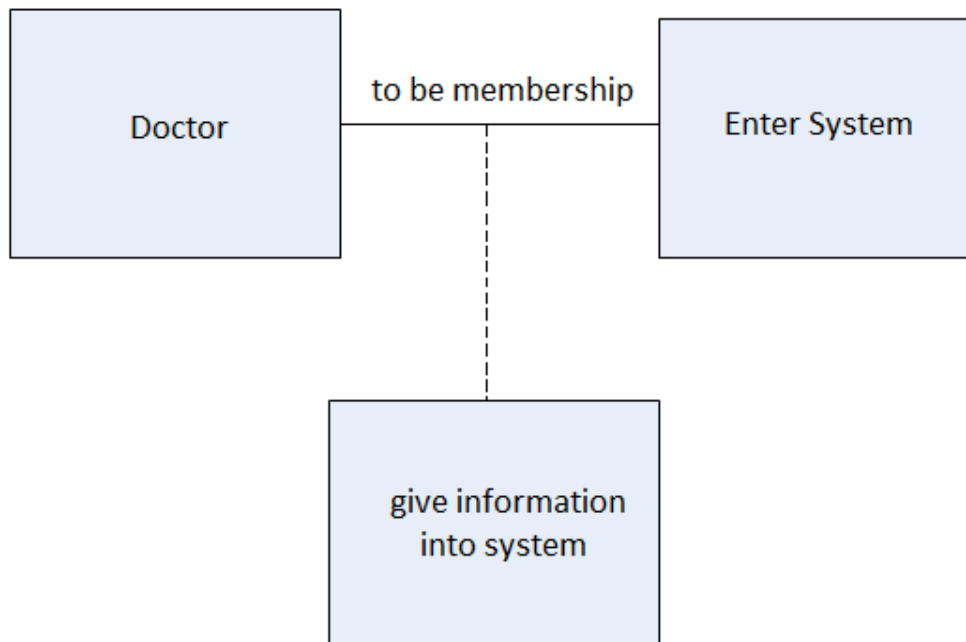 Doctor
to be membership
Enter System
give information
into system